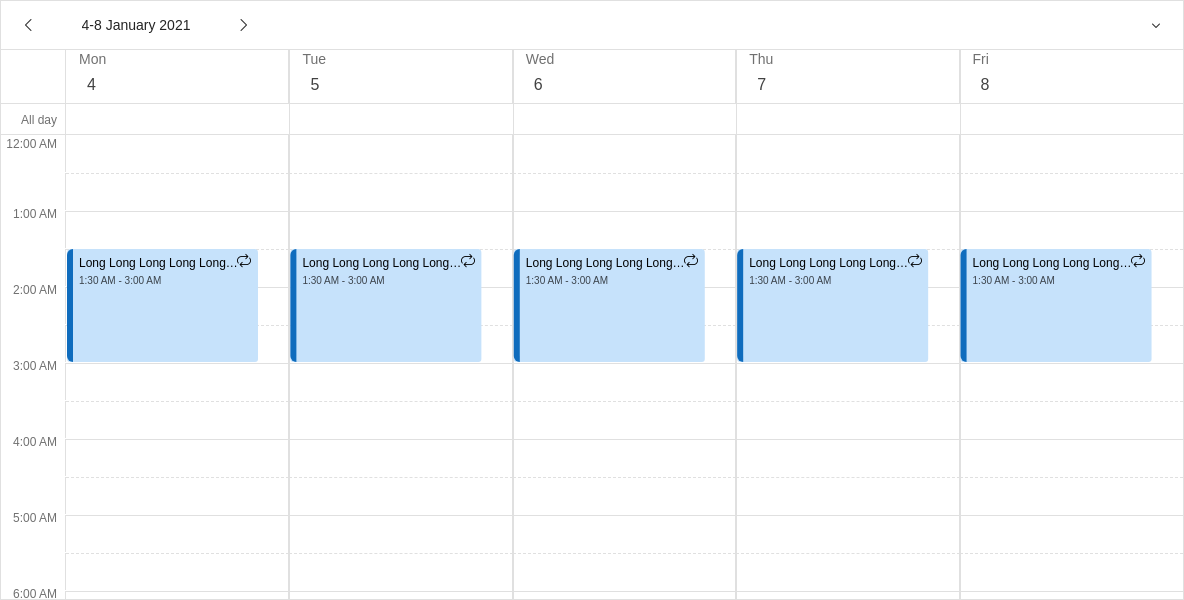 4-8 January 2021
Mon Tue Wed Thu Fri
4 5 6 7 8
All day
12:00 AM
1:00 AM
Long Long Long Long Long… Long Long Long Long Long… Long Long Long Long Long… Long Long Long Long Long… Long Long Long Long Long…
1:30 AM - 3:00 AM 1:30 AM - 3:00 AM 1:30 AM - 3:00 AM 1:30 AM - 3:00 AM 1:30 AM - 3:00 AM
2:00 AM
3:00 AM
4:00 AM
5:00 AM
6:00 AM